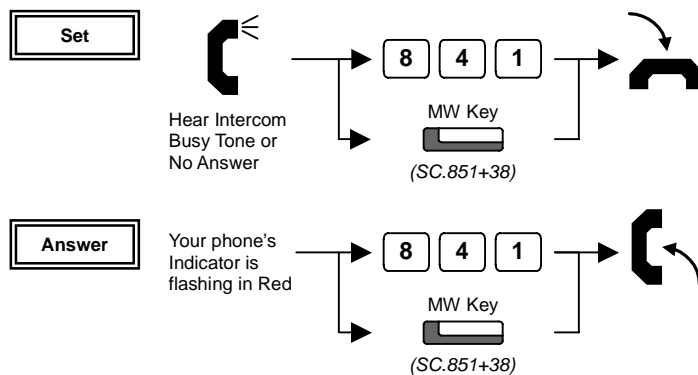 Set
Hear Intercom
Busy Tone or
No Answer
8 4 1
MW Key
(SC.851+38)
Answer
Your phone's
Indicator is
flashing in Red
8 4 1
MW Key
(SC.851+38)